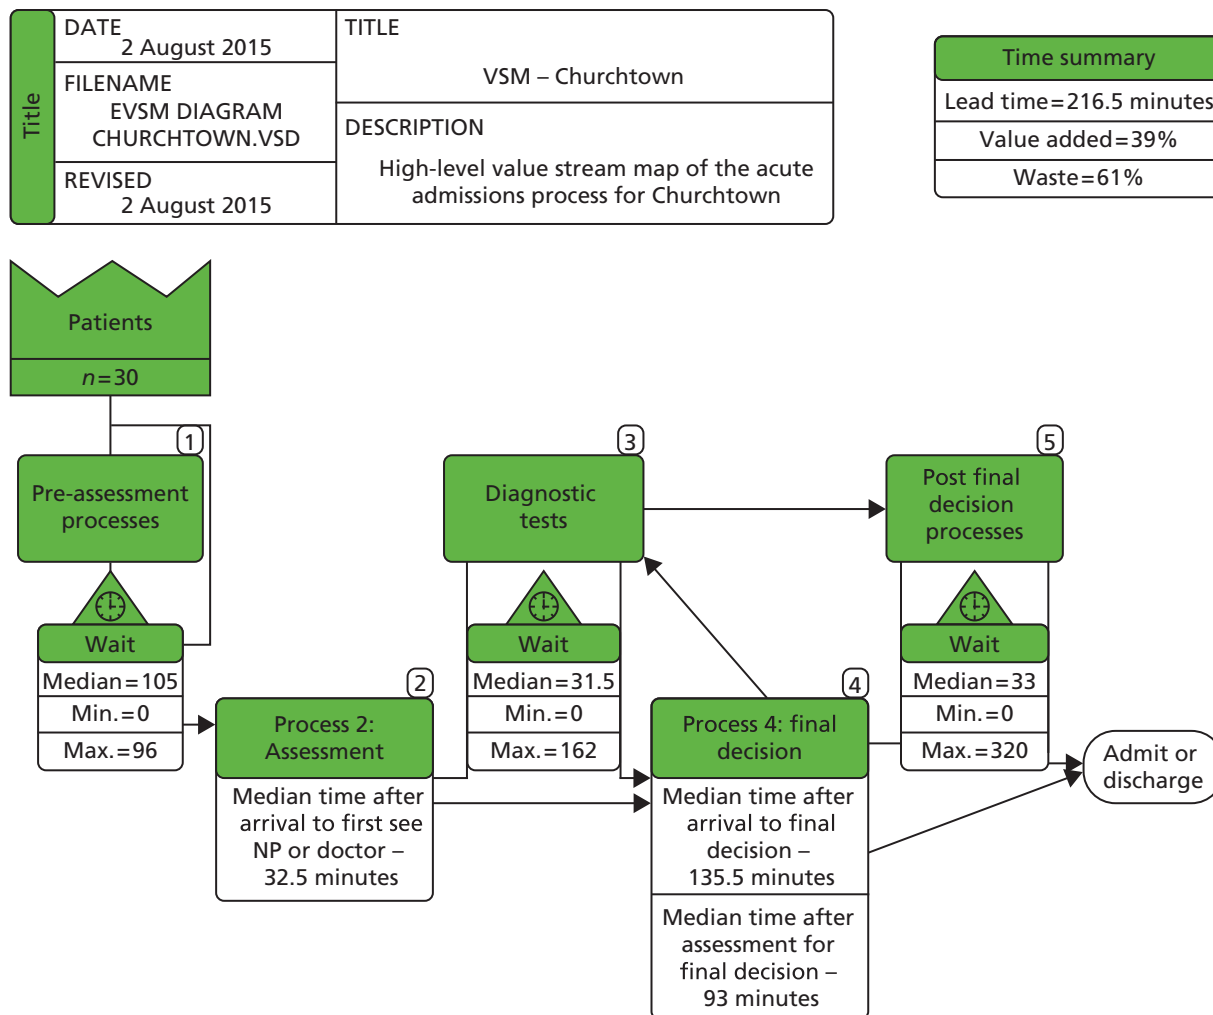 Title
DATE
2 August 2015
FILENAME
EVSM DIAGRAM
CHURCHTOWN.VSD
REVISED
2 August 2015
TITLE
VSM – Churchtown
DESCRIPTION
High-level value stream map of the acute
admissions process for Churchtown
Time summary
Lead time=216.5 minutes
Value added=39%
Waste=61%
Patients
n=30
1
Pre-assessment
processes
Wait
Median=105
Min.=0
Max.=96
2
Process 2:
Assessment
Median time after
arrival to first see
NP or doctor –
32.5 minutes
3
Diagnostic
tests
Wait
Median=31.5
Min.=0
Max.=162
4
Process 4: final
decision
Median time after
arrival to final
decision –
135.5 minutes
Median time after
assessment for
final decision –
93 minutes
5
Post final
decision
processes
Wait
Median=33
Min.=0
Max.=320
Admit or
discharge